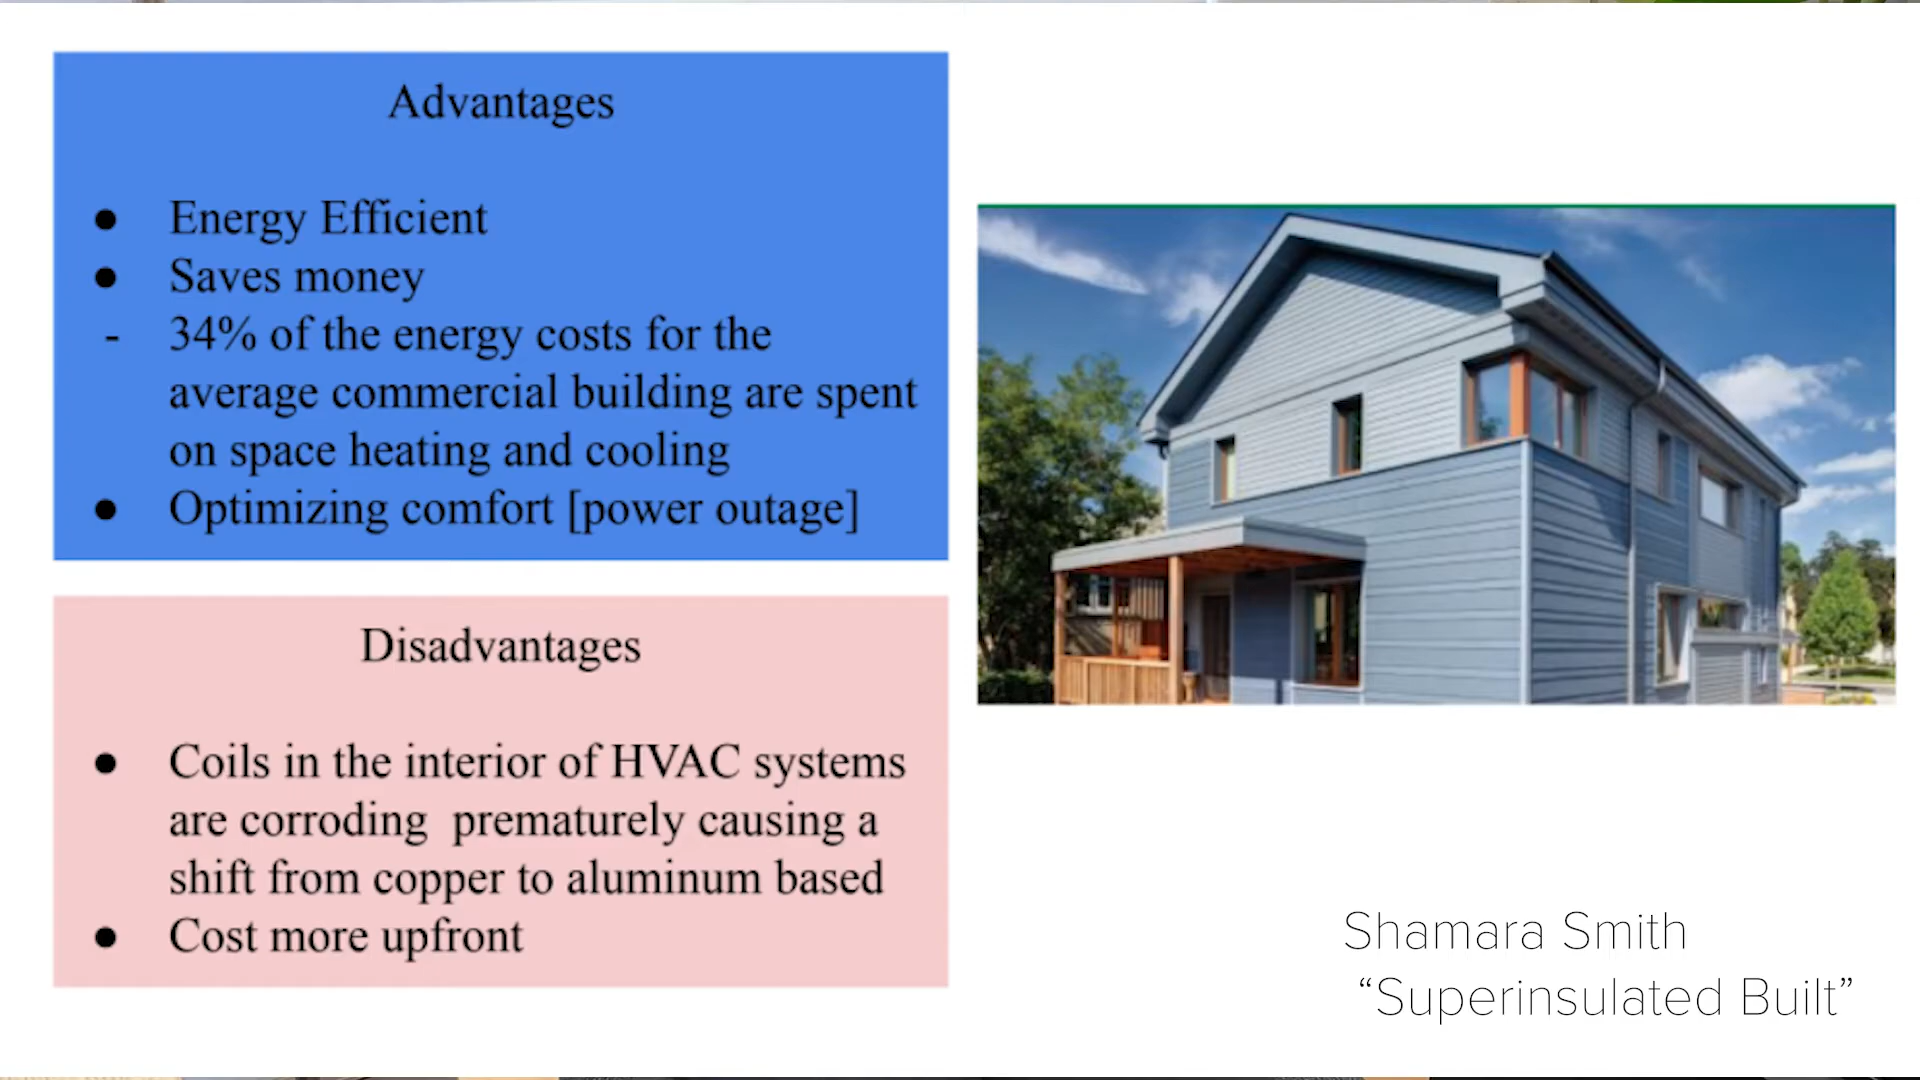 Advantages
● Energy Efficient
● Saves money
- 34% of the energy costs for the
average commercial building are spent
on space heating and cooling
● Optimizing comfort [power outage]
Disadvantages
● Coils in the interior of HVAC systems
are corroding  prematurely causing a
shift from copper to aluminum based
● Cost more upfront
Shamara Smith
“Superinsulated Built”